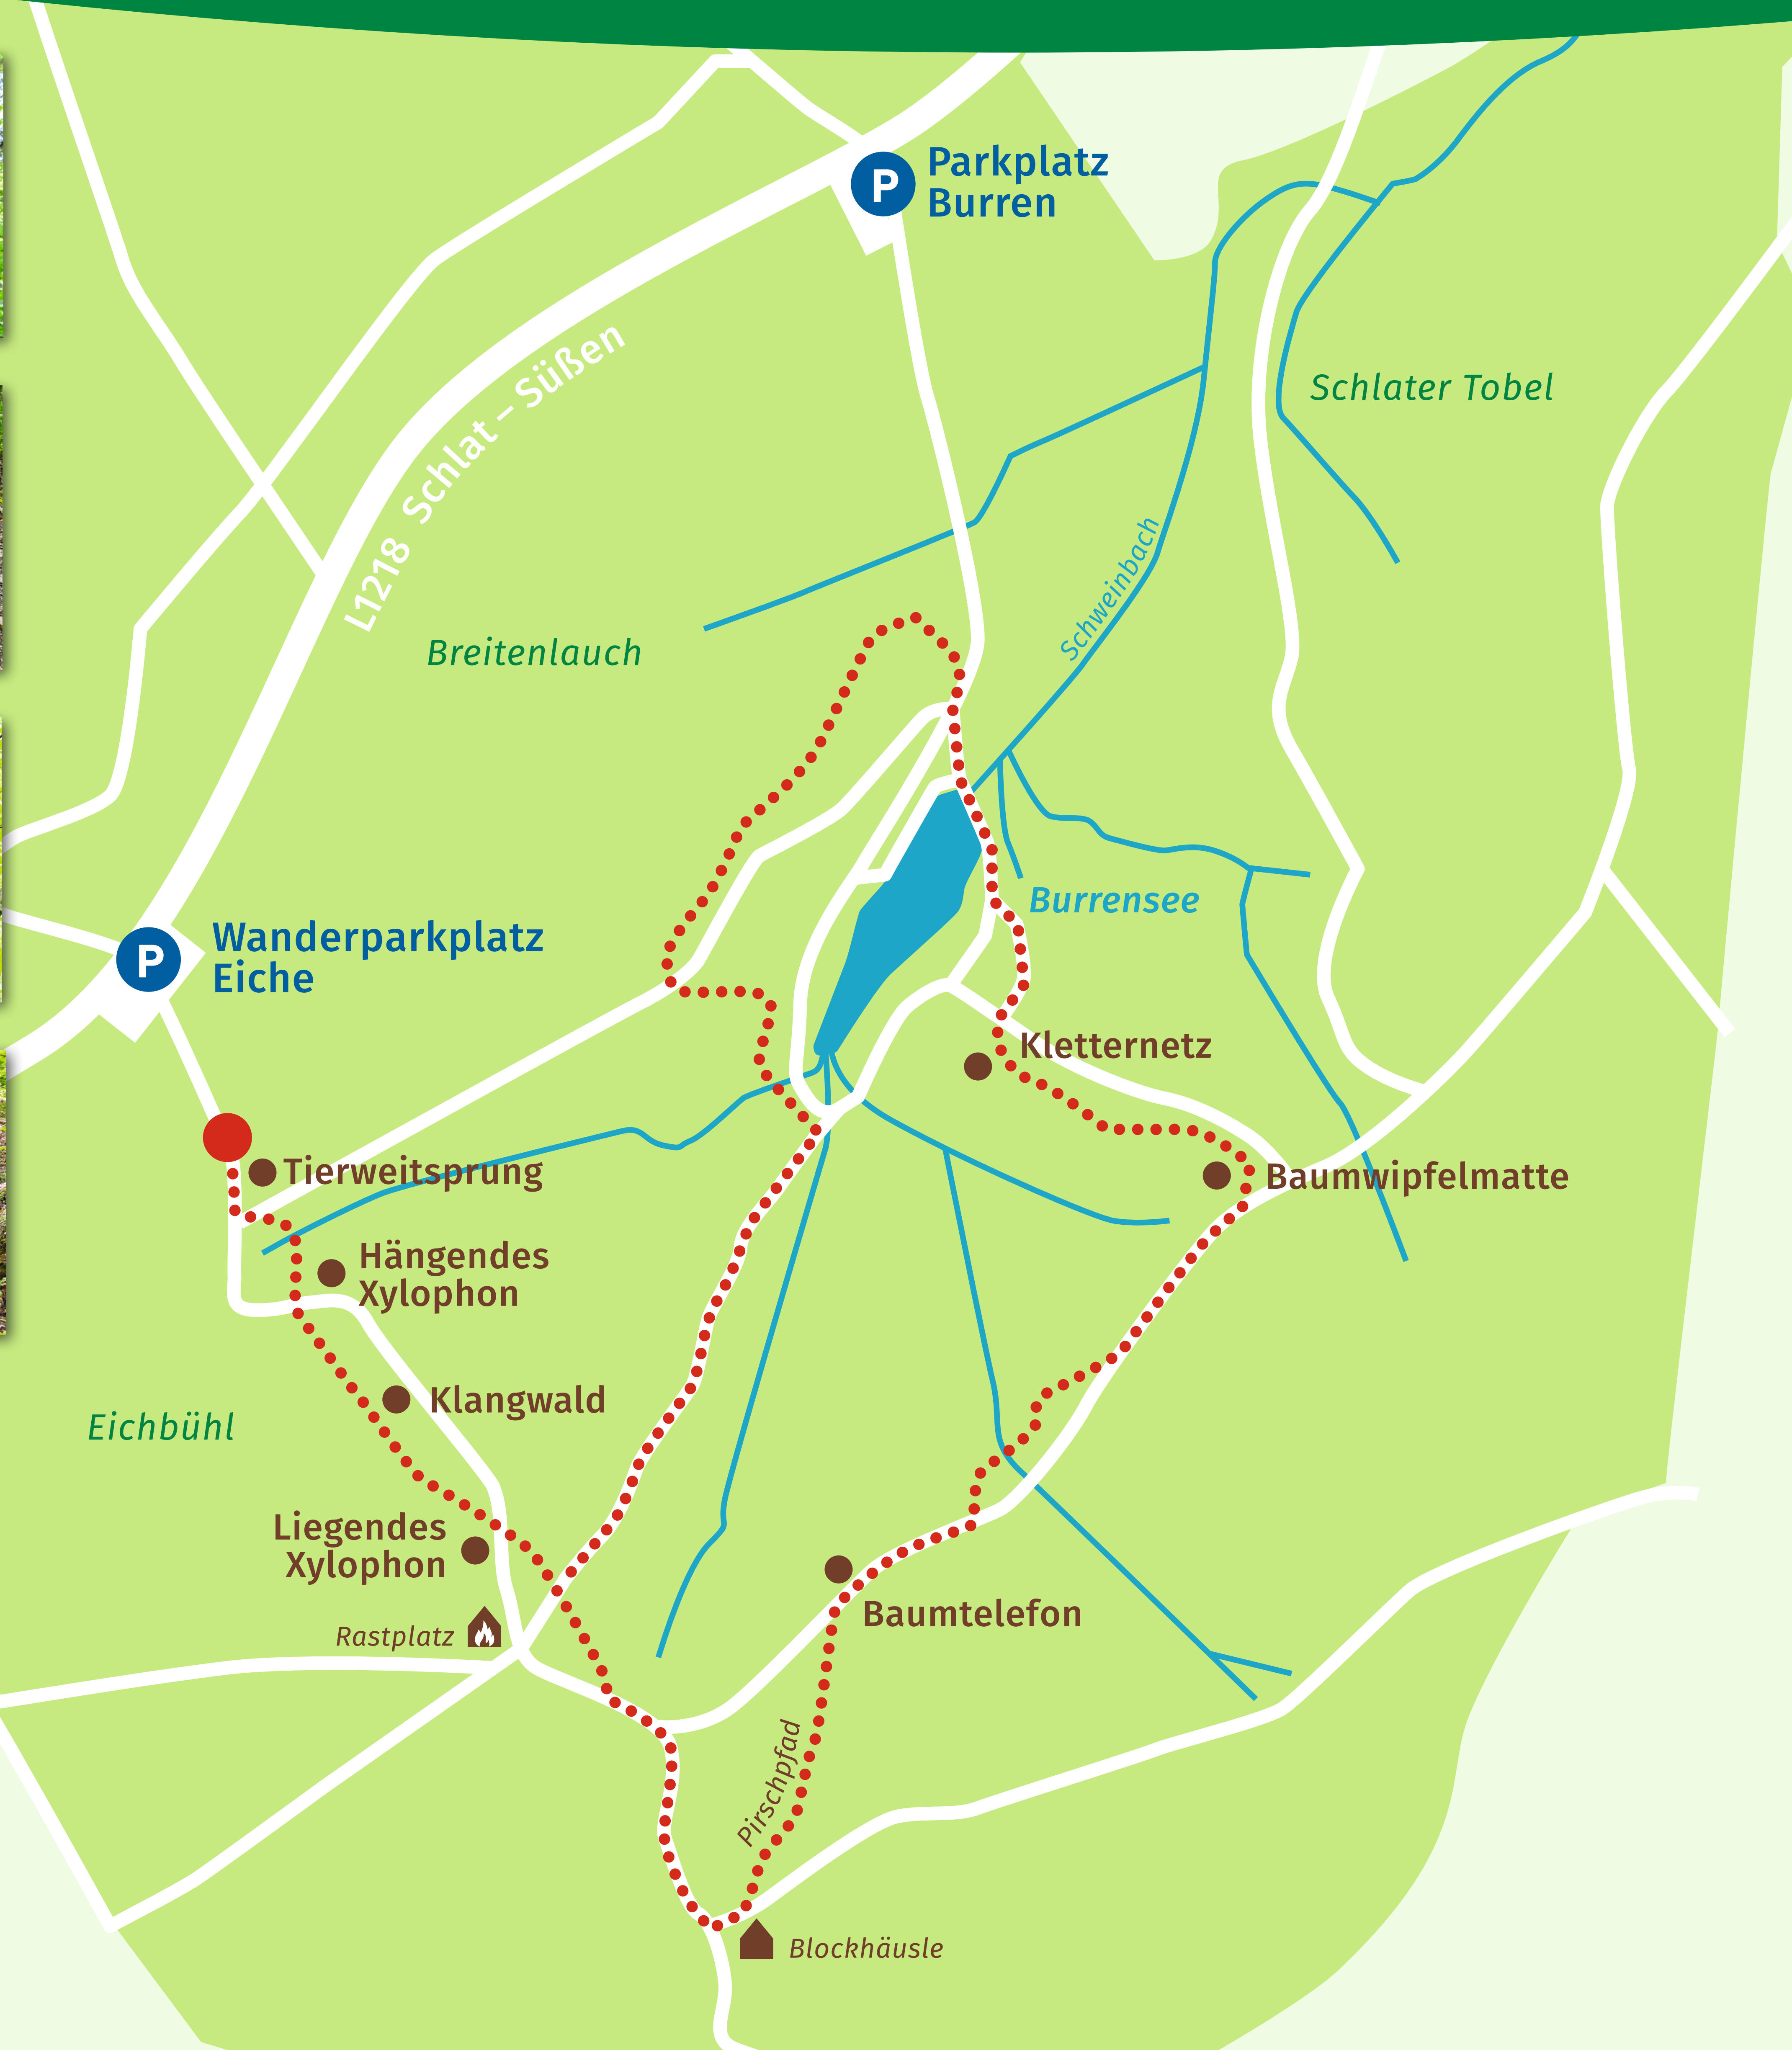 P
Parkplatz
Burren
L1218 Schlat – Süßen
Schlater Tobel
Schweinbach
Breitenlauch
Burrensee
P
Wanderparkplatz
Eiche
Kletternetz
Tierweitsprung
Baumwipfelmatte
Hängendes
Xylophon
Klangwald
Eichbühl
Liegendes
Xylophon
Baumtelefon
Rastplatz
Pirschpfad
Blockhäusle